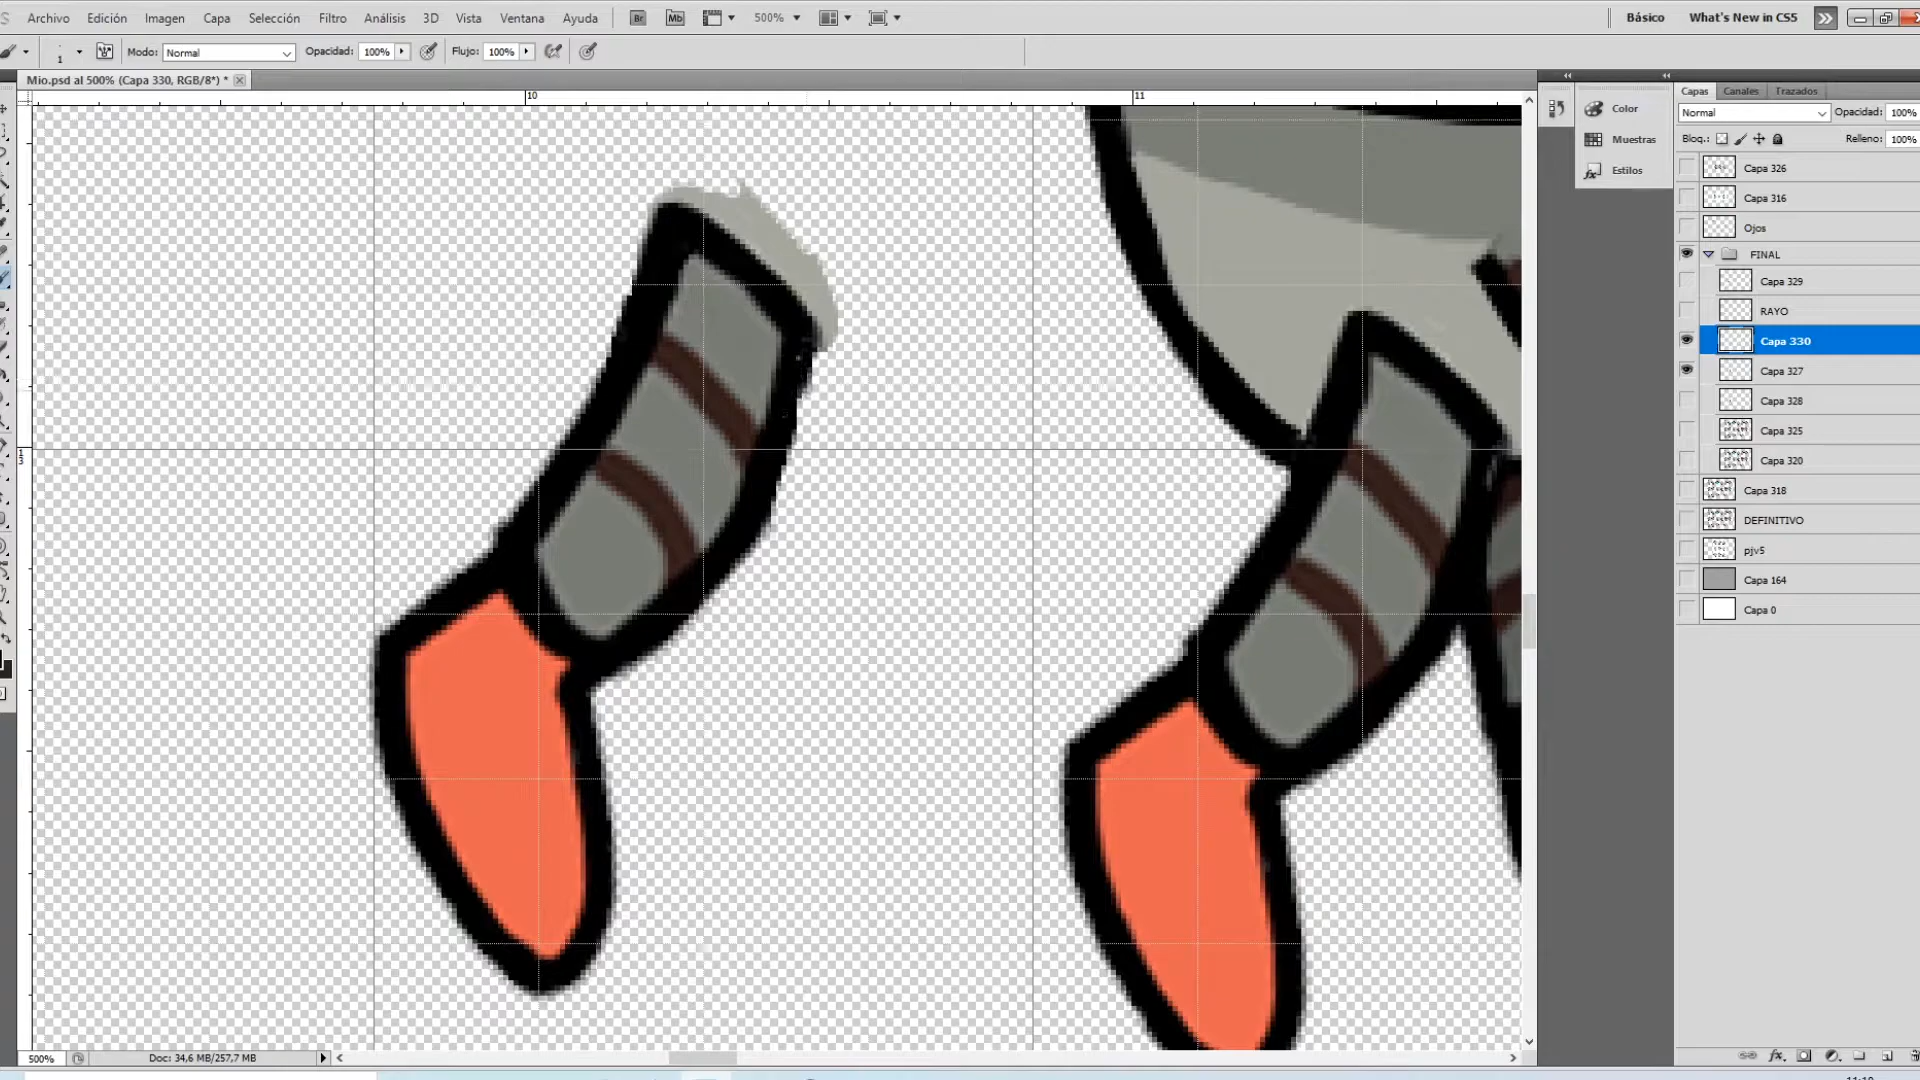 Archivo Edición Imagen Capa Selección Filtro Análisis 3D Vista Ventana Ayuda Br Mb 500% Básico What's New in CS5
1 Modo: Normal Opacidad: 100% Flujo: 100%
Mio.psd al 500% (Capa 330, RGB/8*) *
10 11
13
Color
Muestras
Estilos
Capas Canales Trazados
Normal Opacidad: 100%
Bloq.: Relleno: 100%
Capa 326
Capa 316
Ojos
FINAL
Capa 329
RAYO
Capa 330
Capa 327
Capa 328
Capa 325
Capa 320
Capa 318
DEFINITIVO
pjv5
Capa 164
Capa 0
500% Doc: 34,6 MB/257,7 MB